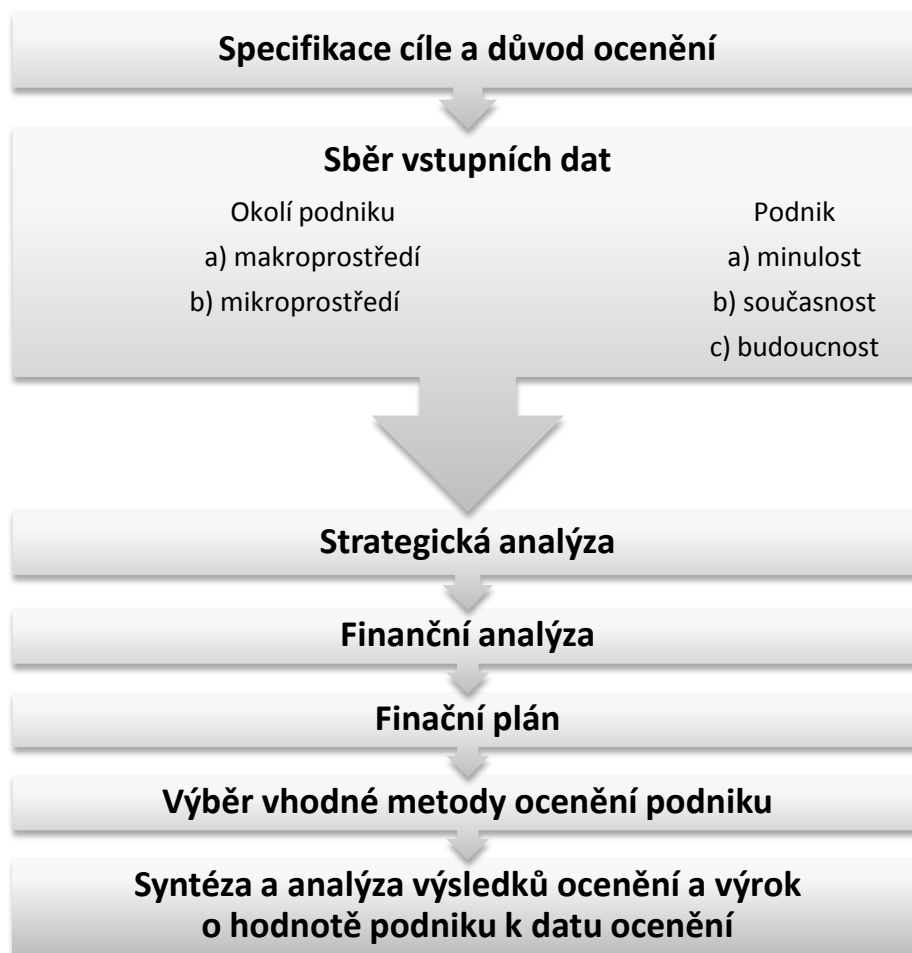 Specifikace cíle a důvod ocenění
Sběr vstupních dat
Okolí podniku
a) makroprostředí
b) mikroprostředí
Podnik
a) minulost
b) současnost
c) budoucnost
Strategická analýza
Finanční analýza
Finační plán
Výběr vhodné metody ocenění podniku
Syntéza a analýza výsledků ocenění a výrok
o hodnotě podniku k datu ocenění